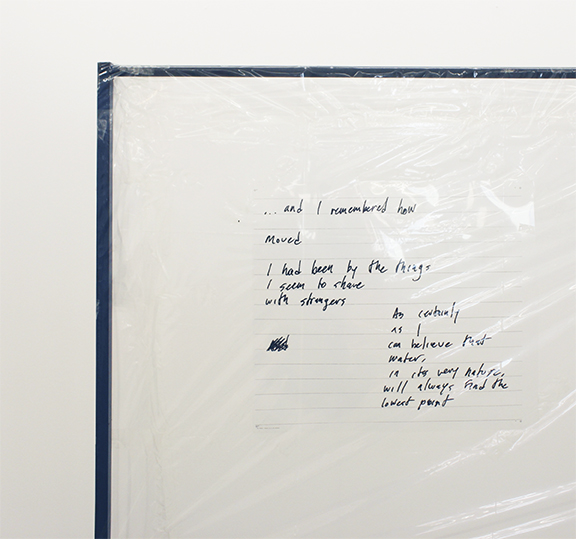 ... and I remembered how
moved
I had been by the things
I seem to share
with strangers
As certainly
as I
can believe that
water,
in its very nature,
will always find the
lowest point